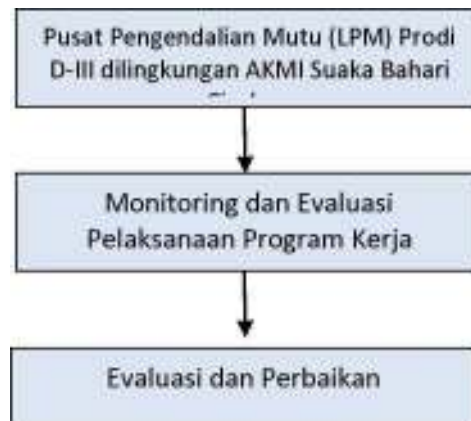 Pusat Pengendalian Mutu (LPM) Prodi
D-III dilingkungan AKMI Suaka Bahari
Monitoring dan Evaluasi
Pelaksanaan Program Kerja
Evaluasi dan Perbaikan